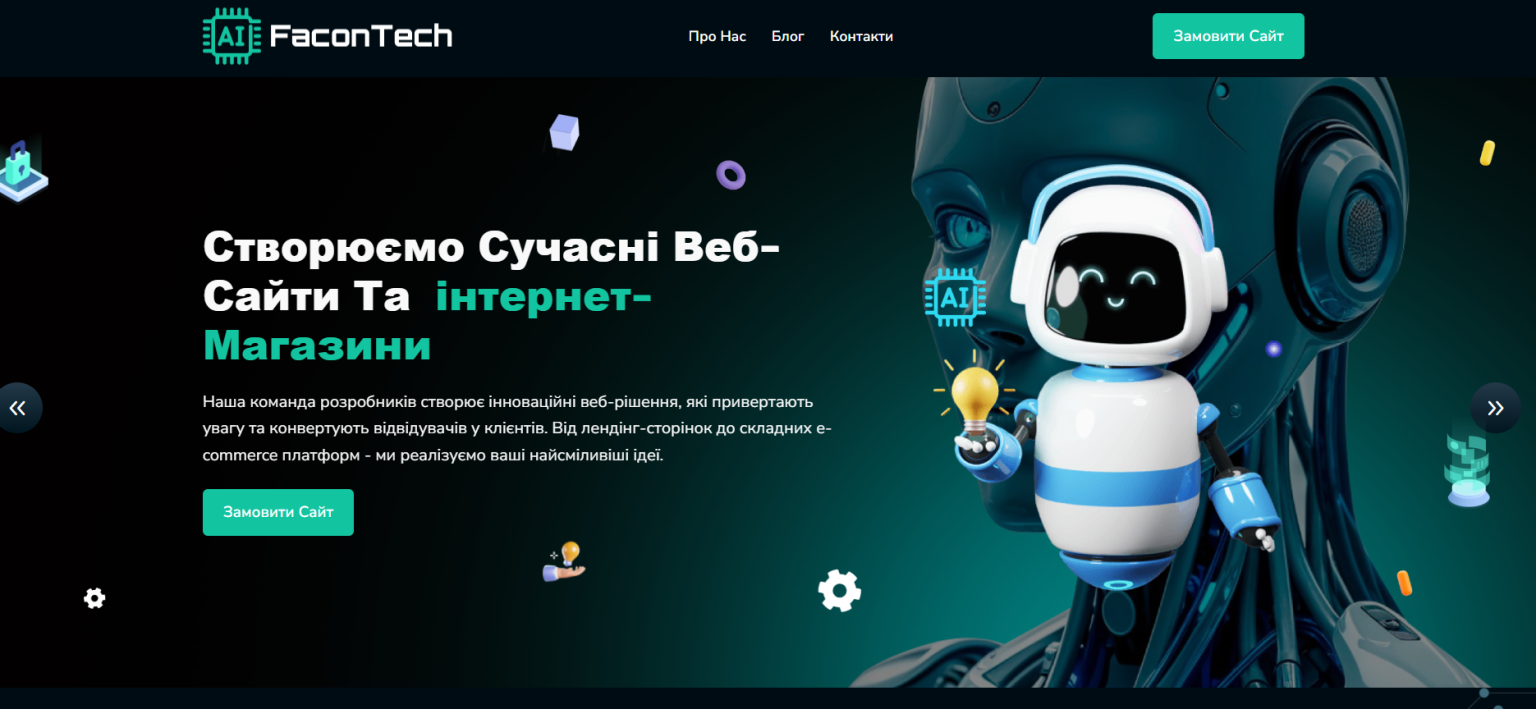 AI FaconTech
Про Нас
Блог
Контакти
Замовити Сайт
Створюємо Сучасні Веб-
Сайти Та інтернет-
Магазини
Наша команда розробників створює інноваційні веб-рішення, які привертають
увагу та конвертують відвідувачів у клієнтів. Від лендінг-сторінок до складних e-
commerce платформ - ми реалізуємо ваші найсміливіші ідеї.
Замовити Сайт
AI